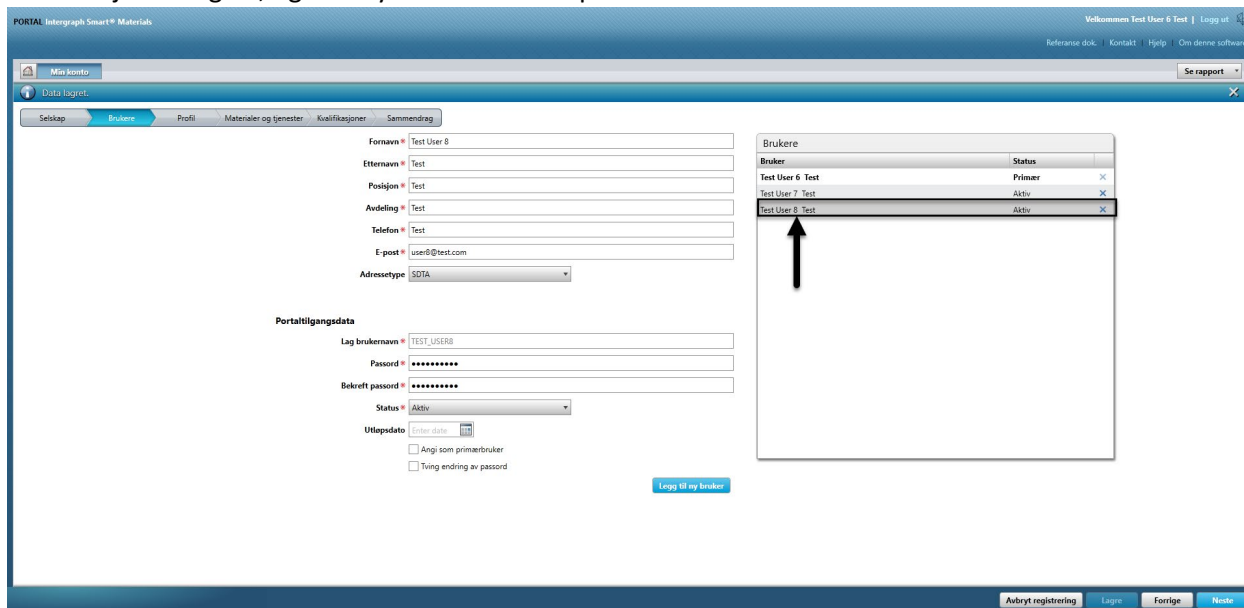 PORTAL Intergraph Smart® Materials
Velkommen Test User 6 Test | Logg ut
Referanse dok. | Kontakt | Hjelp | Om denne softwar
Min konto
Se rapport
Data lagret.
Selskap
Brukere
Profil
Materialer og tjenester
Kvalifikasjoner
Sammendrag
Fornavn * Test User 8
Etternavn * Test
Posisjon * Test
Avdeling * Test
Telefon * Test
E-post * user8@test.com
Adressetype SDTA
Portaltilgangsdata
Lag brukernavn * TEST_USER8
Passord * ••••••••••
Bekreft passord * ••••••••••
Status * Aktiv
Utløpsdato Enter date
Angi som primærbruker
Tving endring av passord
Legg til ny bruker
Brukere
Bruker Status
Test User 6 Test Primær
Test User 7 Test Aktiv
Test User 8 Test Aktiv
Avbryt registrering
Lagre
Forrige
Neste